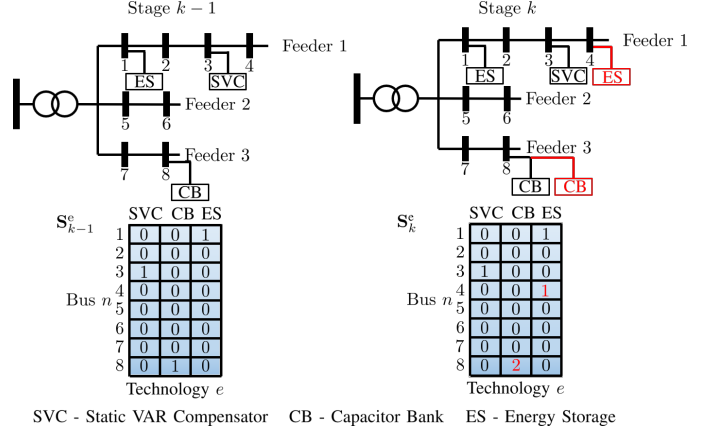 Stage k − 1
Feeder 1
1 2 3 4
ES SVC
Feeder 2
5 6
Feeder 3
7 8
CB
S^e_{k−1}
SVC CB ES
1 0 0 1
2 0 0 0
3 1 0 0
4 0 0 0
Bus n
5 0 0 0
6 0 0 0
7 0 0 0
8 0 1 0
Technology e
Stage k
Feeder 1
1 2 3 4
ES SVC ES
Feeder 2
5 6
Feeder 3
7 8
CB CB
S^e_k
SVC CB ES
1 0 0 1
2 0 0 0
3 1 0 0
4 0 0 1
Bus n
5 0 0 0
6 0 0 0
7 0 0 0
8 0 2 0
Technology e
SVC - Static VAR Compensator CB - Capacitor Bank ES - Energy Storage